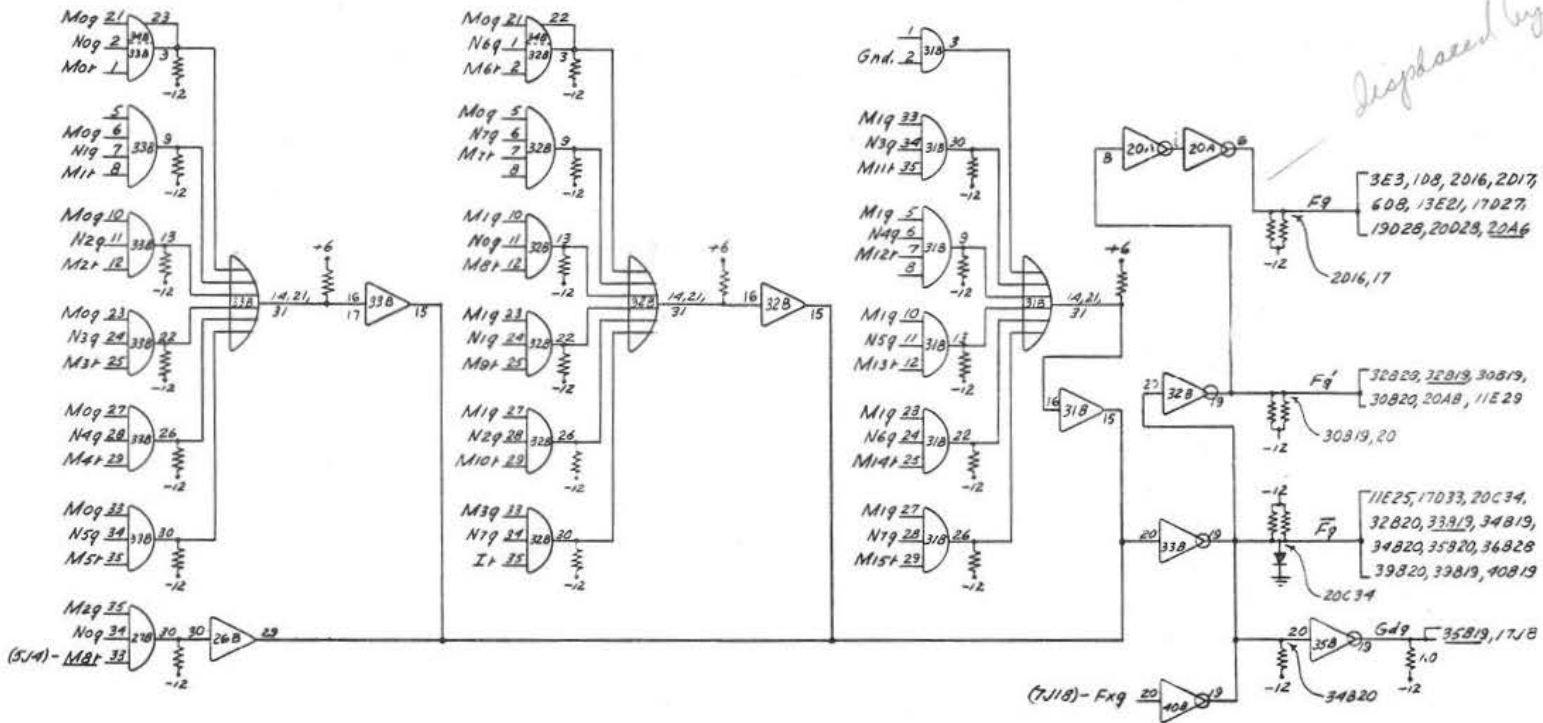 Mog 21 23
Nog 2 34B 33B 3
Mor 1
-12
5
Mog 6 9
N1g 7 33B
M1r 8
-12
Mog 10 13
N2g 11 33B
M2r 12
-12
Mog 23 22
N3g 24 33B
M3r 25
-12
Mog 27 26
N4g 28 33B
M4r 29
-12
Mog 33 30
N5g 34 33B
M5r 35
-12
M2g 35
Nog 34 27B 30 30 26B 29
(5J4)- M8r 33
-12
33B 14,21, 31
+6
16 17 33B 15
Mog 21 22
N6g 1 34B 32B 3
M6r 2
-12
Mog 5
N7g 6 32B 9
M7r 7
8
-12
M1g 10 13
Nog 11 32B
M8r 12
-12
M1g 23 22
N1g 24 32B
M9r 25
-12
M1g 27 26
N2g 28 32B
M10r 29
-12
M3g 33 30
N7g 34 32B
Ir 35
-12
32B 14,21, 31
+6
16 32B 15
1
Gnd. 2 31B 3
M1g 33 30
N3g 34 31B
M11r 35
-12
M1g 5 9
N4g 6 31B
M12r 7
8
-12
M1g 10 13
N5g 11 31B
M13r 12
-12
M1g 23 22
N6g 24 31B
M14r 25
-12
M1g 27 26
N7g 28 31B
M15r 29
-12
31B 14,21, 31
+6
16 31B 15
displaced by
8 20A 20A 6
Fg
3E3, 1D8, 2D16, 2D17,
6D8, 13E21, 17D27,
19D28, 20D28, 20A6
-12
2D16,17
27 32B 19
Fg'
32B28, 32B19, 30B19,
30B20, 20A8, 11E29
-12
30B19,20
-12
20 33B 19
F̅g
11E25, 17D33, 20C34,
32B20, 33B19, 34B19,
34B20, 35B20, 36B28
39B20, 39B19, 40B19
20C34
20 35B 19 Gdg
35B19, 17J8
-12
34B20
1.0
-12
(7J18)- Fxg 20 40B 19